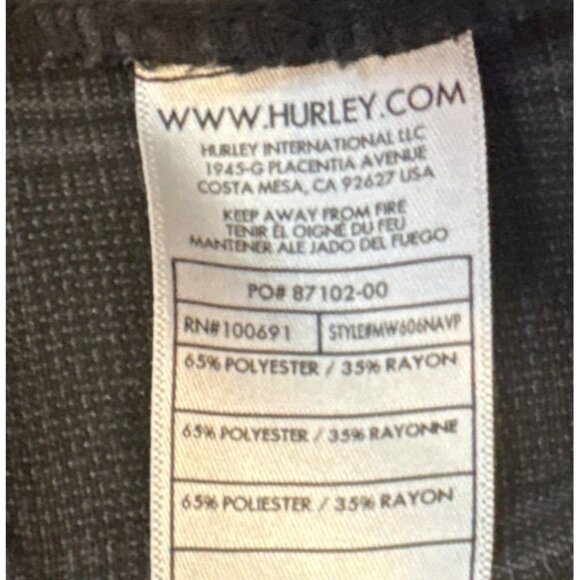 WWW.HURLEY.COM
HURLEY INTERNATIONAL LLC
1945-G PLACENTIA AVENUE
COSTA MESA, CA 92627 USA
KEEP AWAY FROM FIRE
TENIR ÉL OIGNÉ DU FEU
MANTENER ALE JADO DEL FUEGO
PO# 87102-00
RN#100691 STYLE#MW606NAVP
65% POLYESTER / 35% RAYON
65% POLYESTER / 35% RAYONNE
65% POLIESTER / 35% RAYON